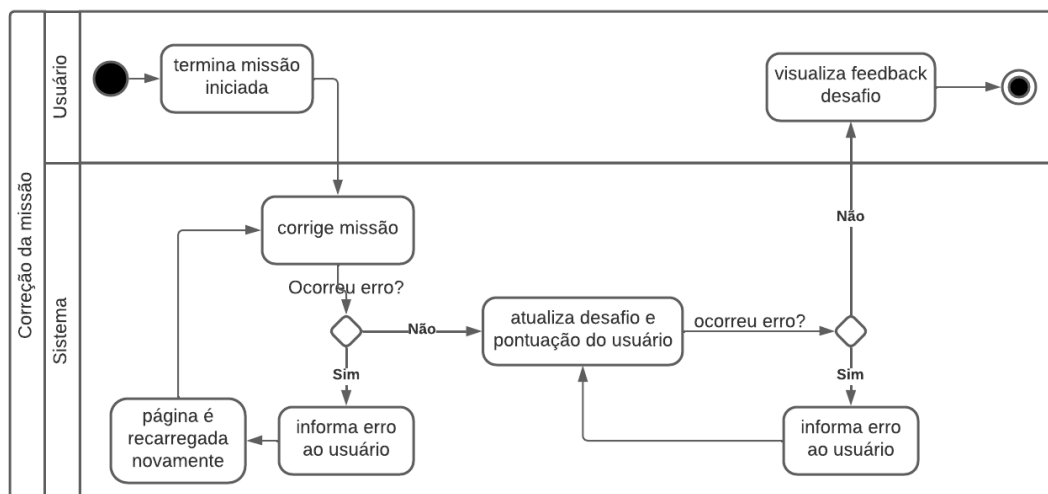 Correção da missão
Usuário
termina missão
iniciada
visualiza feedback
desafio
Sistema
corrige missão
Ocorreu erro?
Não
Sim
informa erro
ao usuário
página é
recarregada
novamente
atualiza desafio e
pontuação do usuário
ocorreu erro?
Não
Sim
informa erro
ao usuário